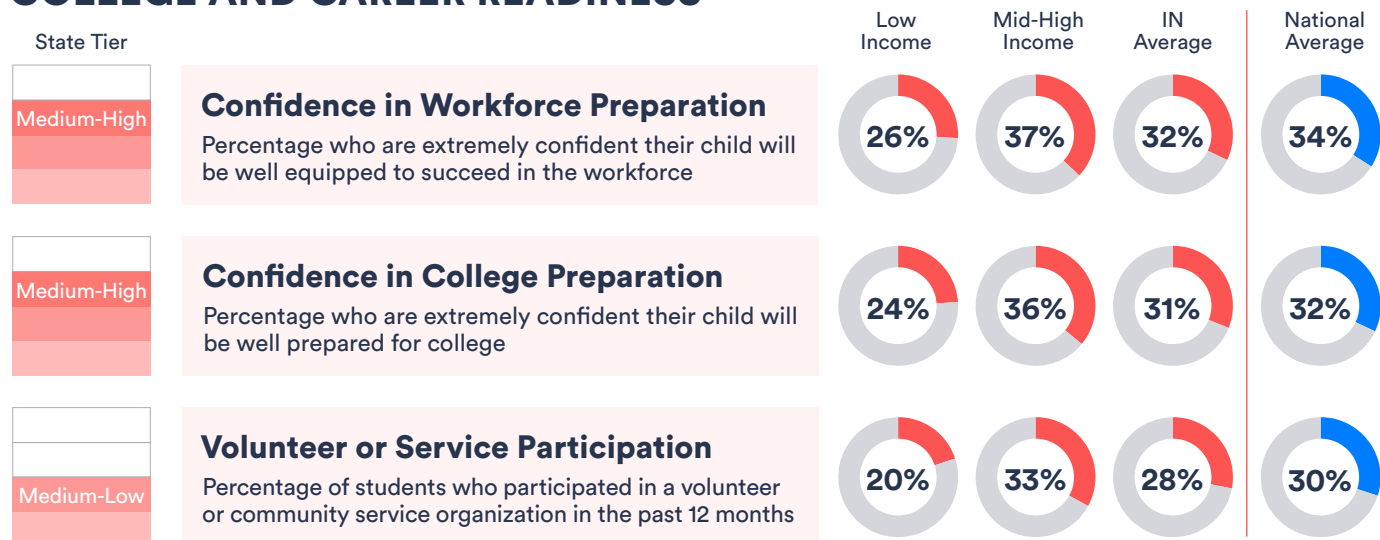 COLLEGE AND CAREER READINESS
State Tier
Low
Income
Mid-High
Income
IN
Average
National
Average
Medium-High
Confidence in Workforce Preparation
Percentage who are extremely confident their child will
be well equipped to succeed in the workforce
26%
37%
32%
34%
Medium-High
Confidence in College Preparation
Percentage who are extremely confident their child will
be well prepared for college
24%
36%
31%
32%
Medium-Low
Volunteer or Service Participation
Percentage of students who participated in a volunteer
or community service organization in the past 12 months
20%
33%
28%
30%